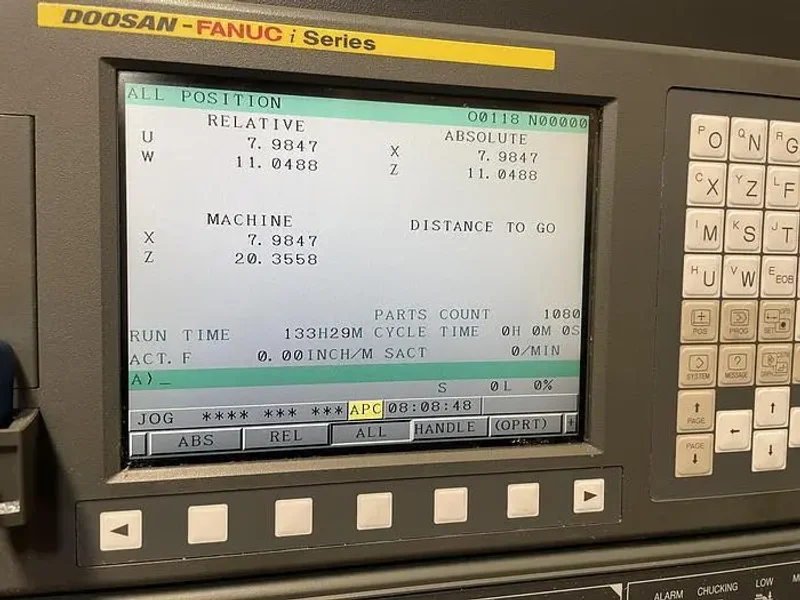 DOOSAN - FANUC i Series
ALL POSITION
O0118 N00000
RELATIVE
U 7.9847
W 11.0488
ABSOLUTE
X 7.9847
Z 11.0488
MACHINE
X 7.9847
Z 20.3558
DISTANCE TO GO
PARTS COUNT 1080
RUN TIME 133H29M CYCLE TIME 0H 0M 0S
ACT.F 0.00INCH/M SACT 0/MIN
A)_
S 0L 0%
JOG **** *** *** APC 08:08:48
ABS REL ALL HANDLE (OPRT) +
P O Q N R G
C X Y Z L F
I M K S J T
H U V W E EOB
POS PROG
SYSTEM MESSAGE
PAGE
PAGE
ALARM CHUCKING LOW